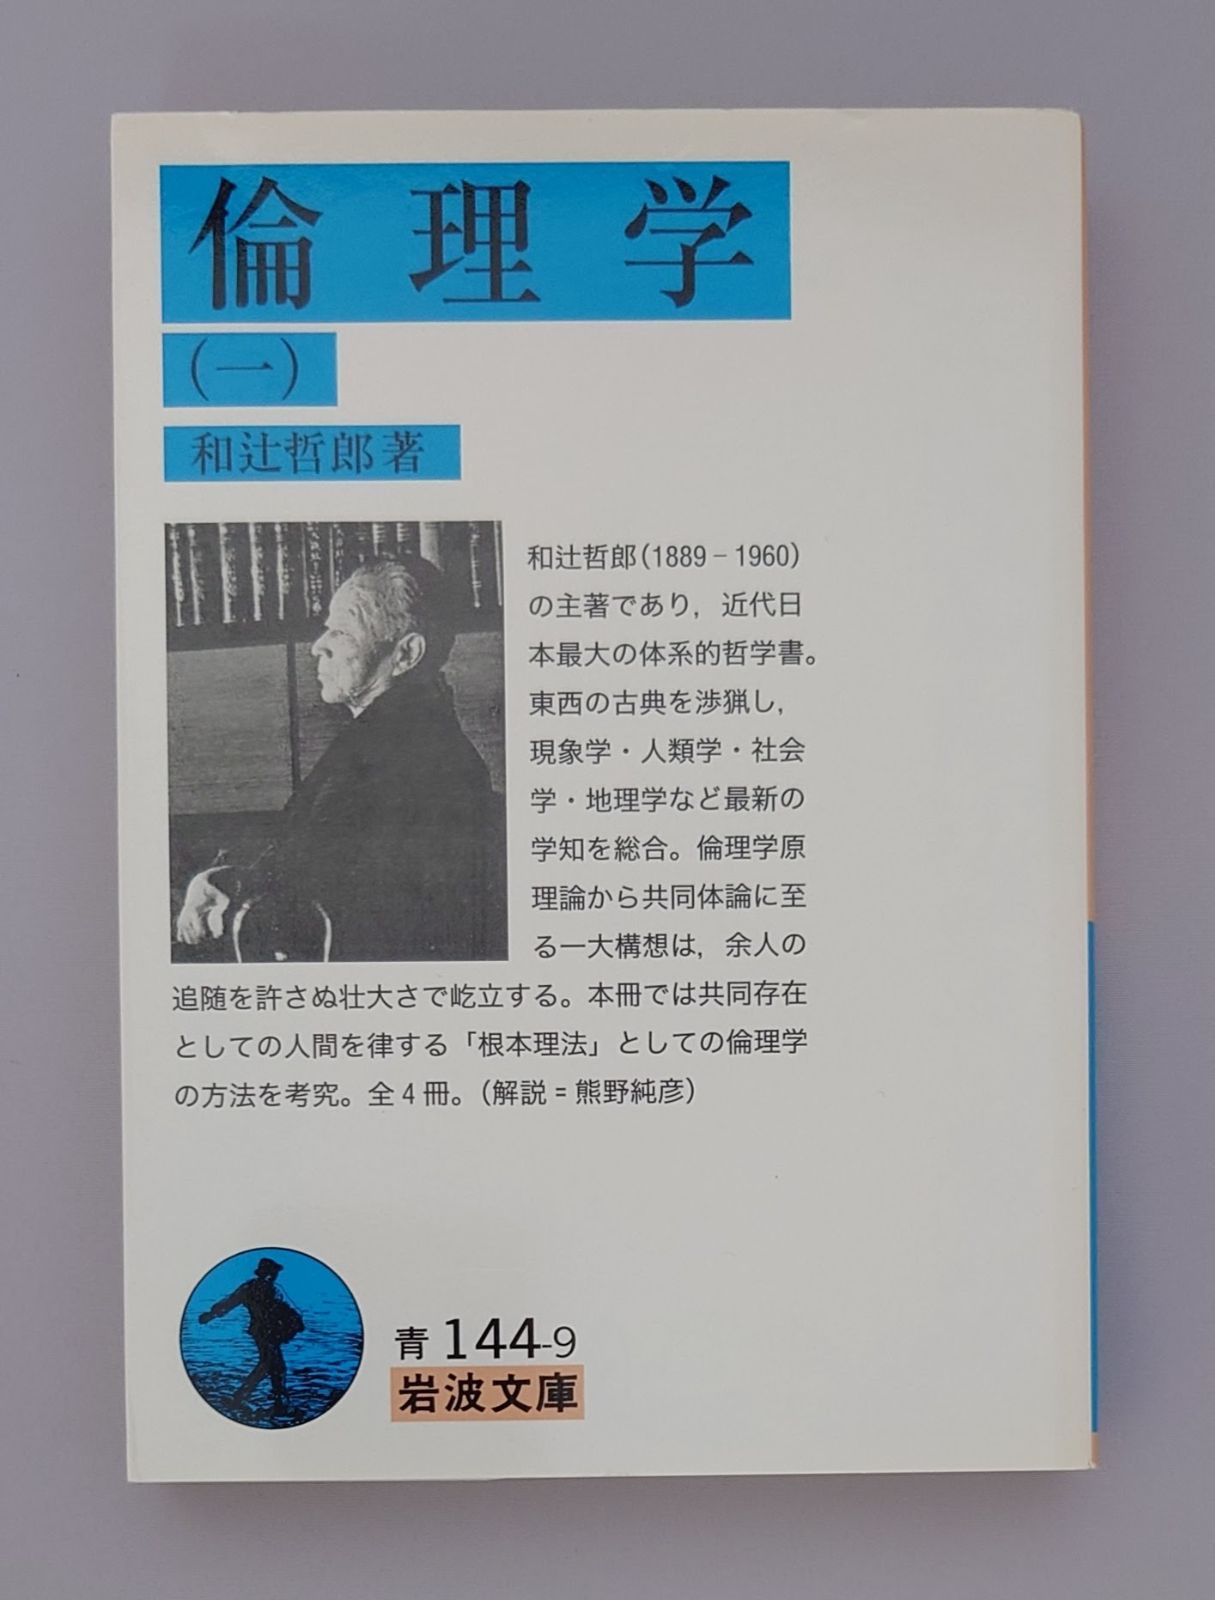 倫理学
(一)
和辻哲郎著
和辻哲郎(1889－1960)
の主著であり，近代日
本最大の体系的哲学書。
東西の古典を渉猟し，
現象学・人類学・社会
学・地理学など最新の
学知を総合。倫理学原
理論から共同体論に至
る一大構想は，余人の
追随を許さぬ壮大さで屹立する。本冊では共同存在
としての人間を律する「根本理法」としての倫理学
の方法を考究。全4冊。(解説＝熊野純彦)
青 144-9
岩波文庫